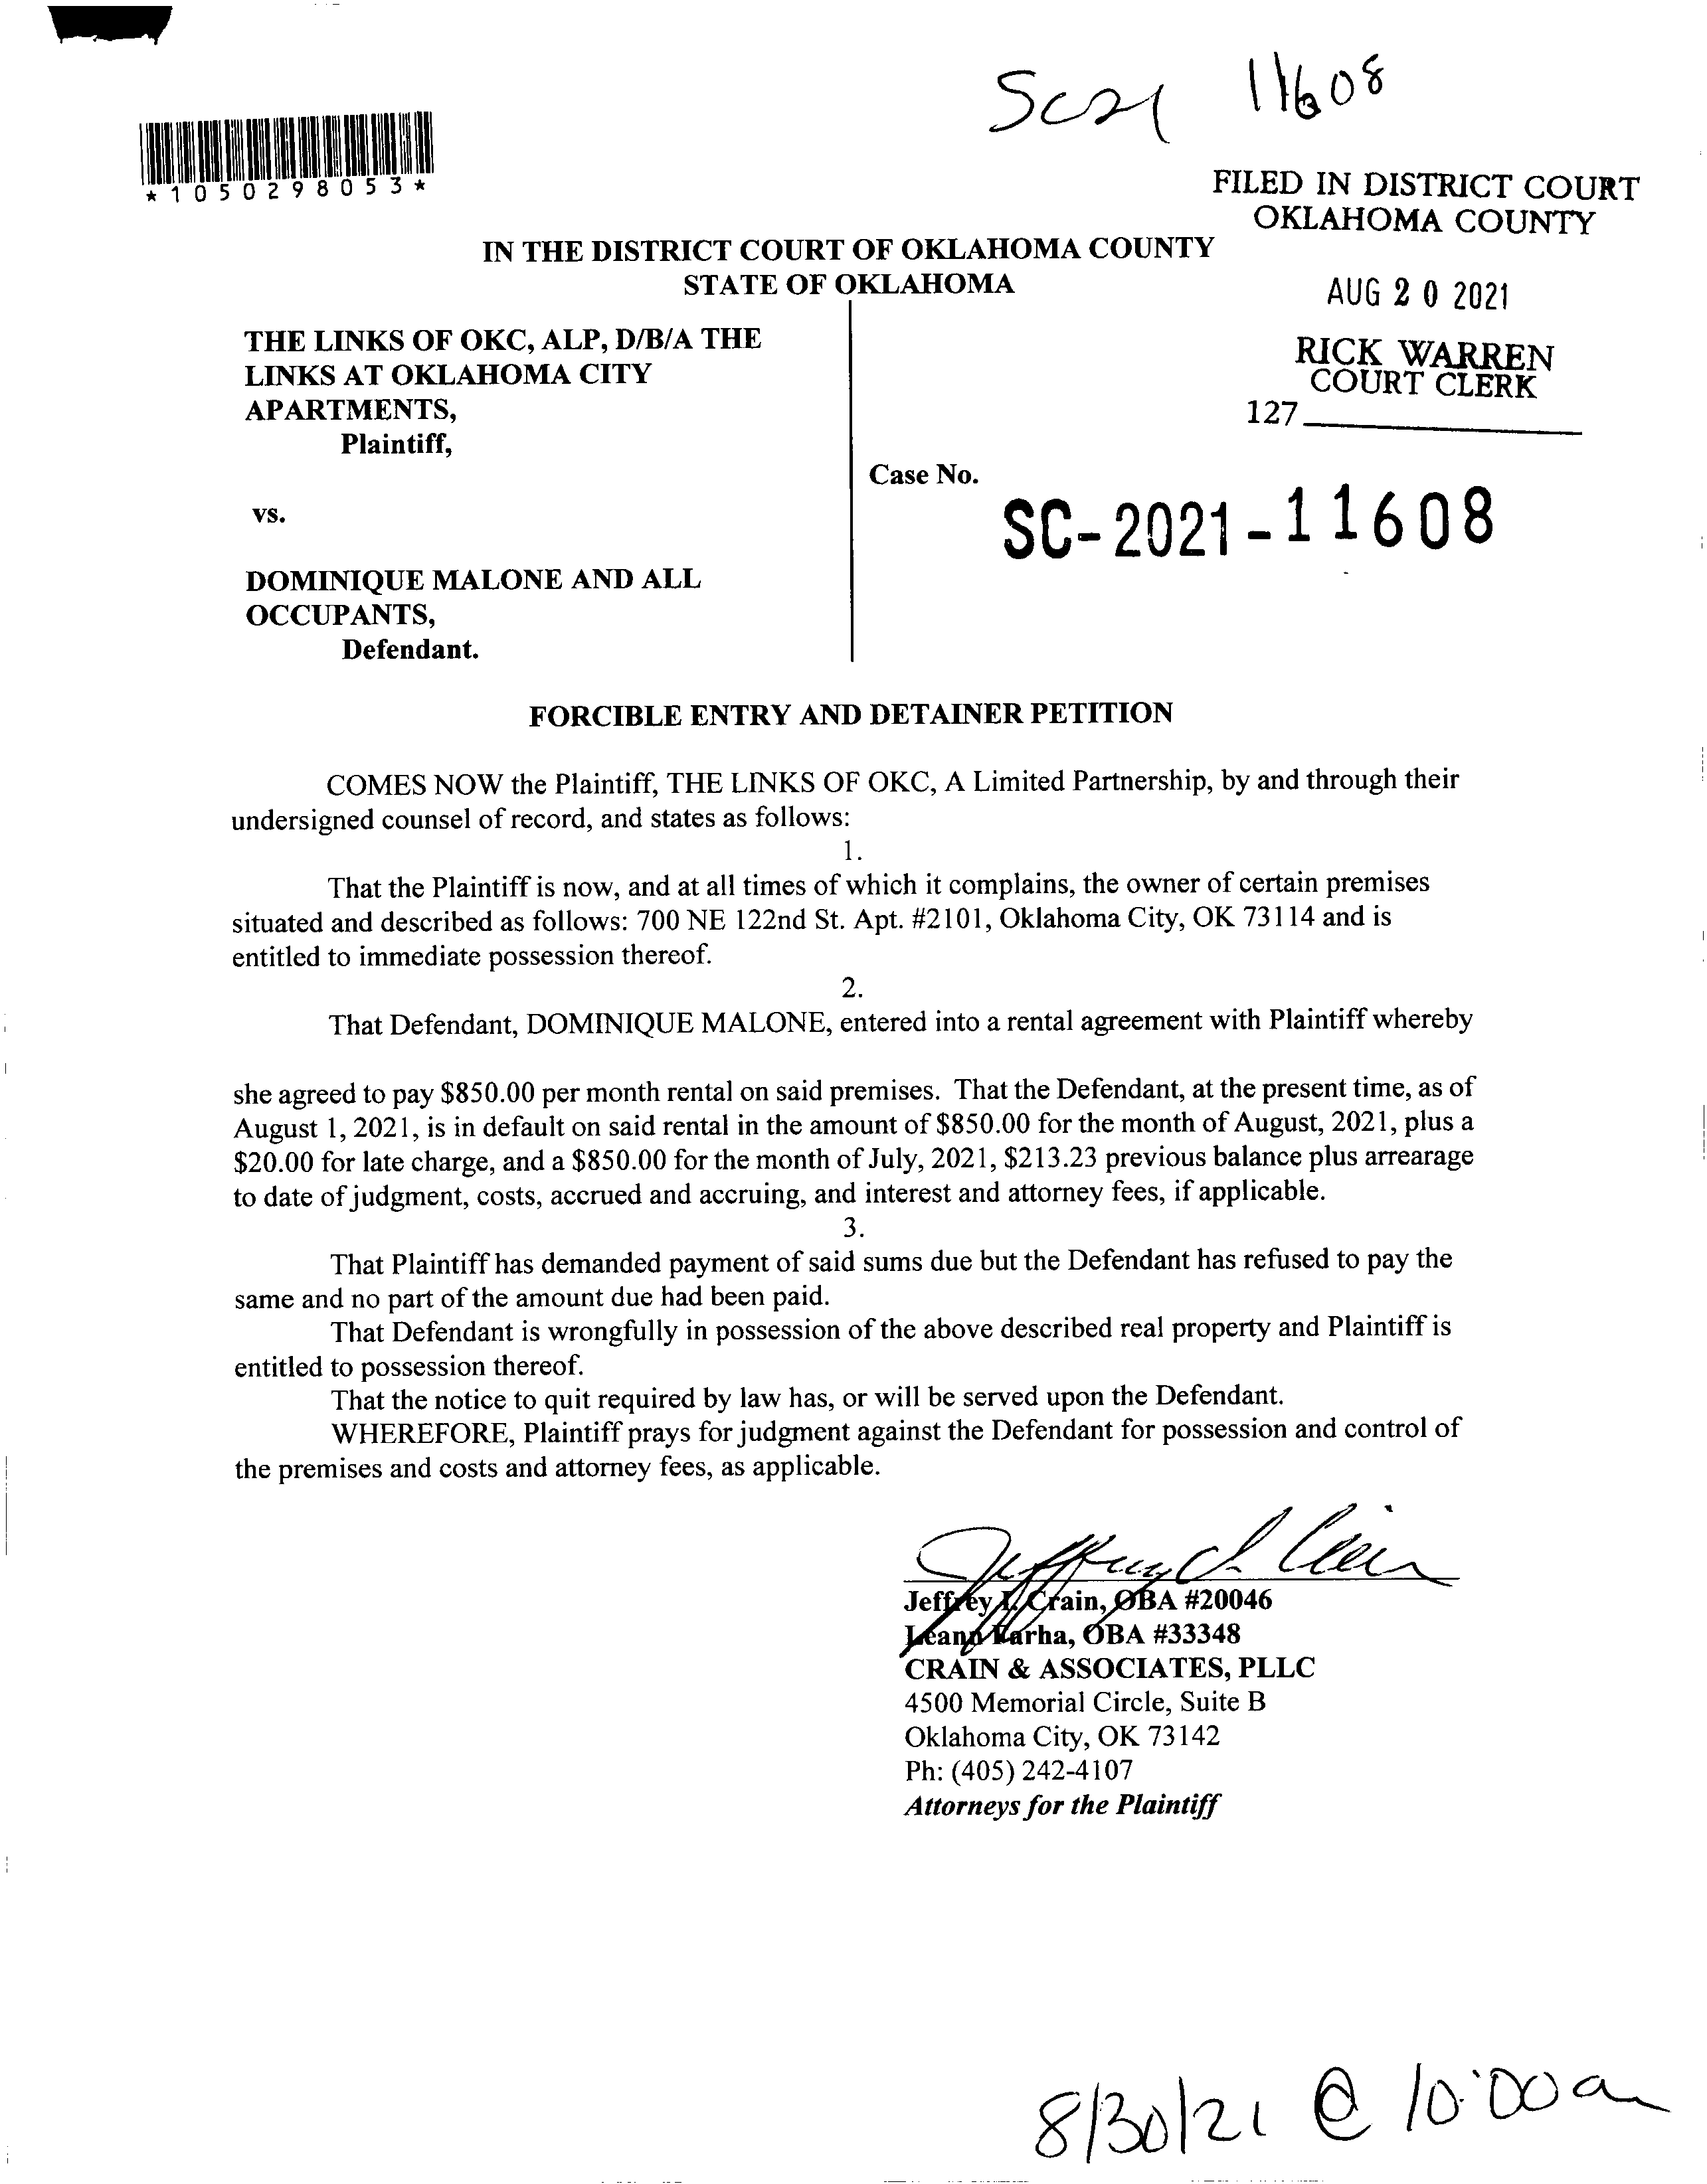 SC21 11608
*1050298053*
FILED IN DISTRICT COURT
OKLAHOMA COUNTY
IN THE DISTRICT COURT OF OKLAHOMA COUNTY
STATE OF OKLAHOMA
AUG 20 2021
RICK WARREN
COURT CLERK
127
THE LINKS OF OKC, ALP, D/B/A THE
LINKS AT OKLAHOMA CITY
APARTMENTS,
Plaintiff,
vs.
DOMINIQUE MALONE AND ALL
OCCUPANTS,
Defendant.
Case No.
SC-2021-11608
FORCIBLE ENTRY AND DETAINER PETITION
COMES NOW the Plaintiff, THE LINKS OF OKC, A Limited Partnership, by and through their
undersigned counsel of record, and states as follows:
1.
That the Plaintiff is now, and at all times of which it complains, the owner of certain premises
situated and described as follows: 700 NE 122nd St. Apt. #2101, Oklahoma City, OK 73114 and is
entitled to immediate possession thereof.
2.
That Defendant, DOMINIQUE MALONE, entered into a rental agreement with Plaintiff whereby
she agreed to pay $850.00 per month rental on said premises. That the Defendant, at the present time, as of
August 1, 2021, is in default on said rental in the amount of $850.00 for the month of August, 2021, plus a
$20.00 for late charge, and a $850.00 for the month of July, 2021, $213.23 previous balance plus arrearage
to date of judgment, costs, accrued and accruing, and interest and attorney fees, if applicable.
3.
That Plaintiff has demanded payment of said sums due but the Defendant has refused to pay the
same and no part of the amount due had been paid.
That Defendant is wrongfully in possession of the above described real property and Plaintiff is
entitled to possession thereof.
That the notice to quit required by law has, or will be served upon the Defendant.
WHEREFORE, Plaintiff prays for judgment against the Defendant for possession and control of
the premises and costs and attorney fees, as applicable.
Jeffrey I. Crain, OBA #20046
Leann Farha, OBA #33348
CRAIN & ASSOCIATES, PLLC
4500 Memorial Circle, Suite B
Oklahoma City, OK 73142
Ph: (405) 242-4107
Attorneys for the Plaintiff
8/30/21 @ 10:00a